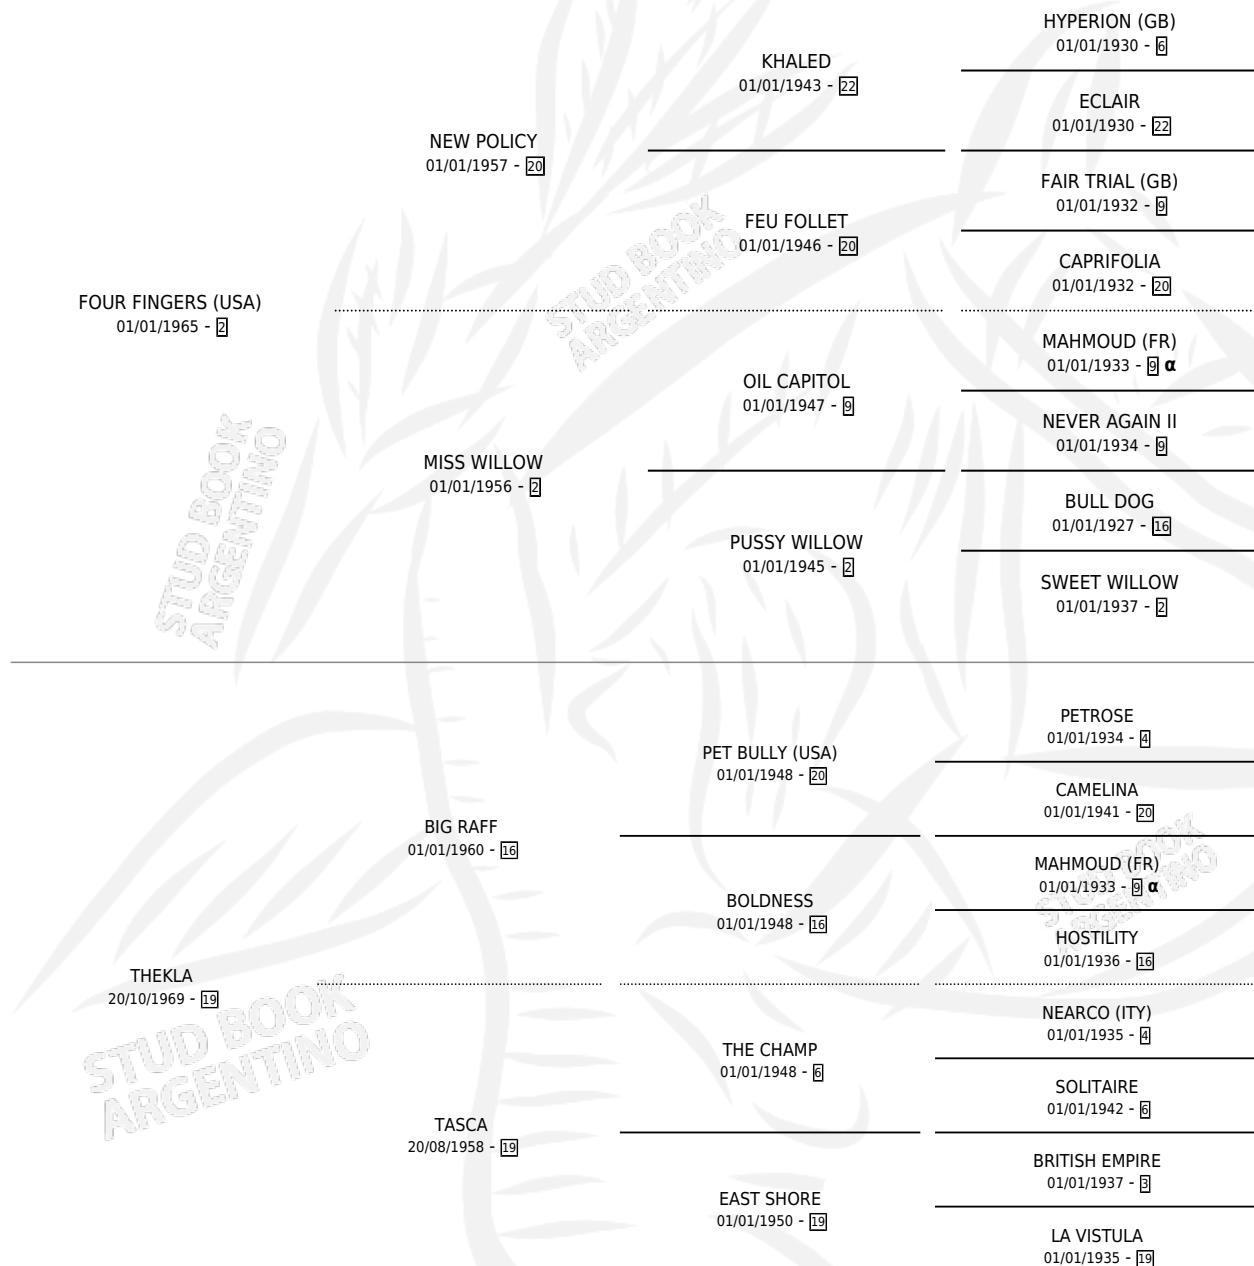 HYPERION (GB)
01/01/1930 - 6
KHALED
01/01/1943 - 22
ECLAIR
01/01/1930 - 22
NEW POLICY
01/01/1957 - 20
FAIR TRIAL (GB)
01/01/1932 - 9
FEU FOLLET
01/01/1946 - 20
CAPRIFOLIA
01/01/1932 - 20
FOUR FINGERS (USA)
01/01/1965 - 2
MAHMOUD (FR)
01/01/1933 - 9 α
OIL CAPITOL
01/01/1947 - 9
NEVER AGAIN II
01/01/1934 - 9
MISS WILLOW
01/01/1956 - 2
BULL DOG
01/01/1927 - 16
PUSSY WILLOW
01/01/1945 - 2
SWEET WILLOW
01/01/1937 - 2
PETROSE
01/01/1934 - 4
PET BULLY (USA)
01/01/1948 - 20
CAMELINA
01/01/1941 - 20
BIG RAFF
01/01/1960 - 16
MAHMOUD (FR)
01/01/1933 - 9 α
BOLDNESS
01/01/1948 - 16
HOSTILITY
01/01/1936 - 16
THEKLA
20/10/1969 - 19
NEARCO (ITY)
01/01/1935 - 4
THE CHAMP
01/01/1948 - 6
SOLITAIRE
01/01/1942 - 6
TASCA
20/08/1958 - 19
BRITISH EMPIRE
01/01/1937 - 3
EAST SHORE
01/01/1950 - 19
LA VISTULA
01/01/1935 - 19
STUD BOOK
ARGENTINO
STUD BOOK
ARGENTINO
STUD BOOK
ARGENTINO
STUD BOOK
ARGENTINO